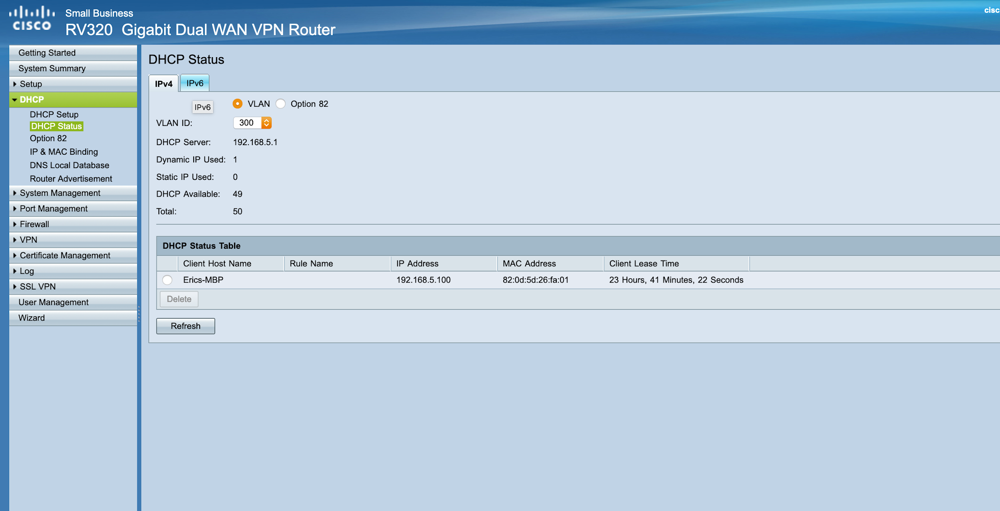 cisc
Small Business
CISCO
RV320 Gigabit Dual WAN VPN Router
Getting Started
System Summary
Setup
DHCP
DHCP Setup
DHCP Status
Option 82
IP & MAC Binding
DNS Local Database
Router Advertisement
System Management
Port Management
Firewall
VPN
Certificate Management
Log
SSL VPN
User Management
Wizard
DHCP Status
IPv4 IPv6
IPv6 VLAN Option 82
VLAN ID: 300
DHCP Server: 192.168.5.1
Dynamic IP Used: 1
Static IP Used: 0
DHCP Available: 49
Total: 50
DHCP Status Table
Client Host Name Rule Name IP Address MAC Address Client Lease Time
Erics-MBP 192.168.5.100 82:0d:5d:26:fa:01 23 Hours, 41 Minutes, 22 Seconds
Delete
Refresh